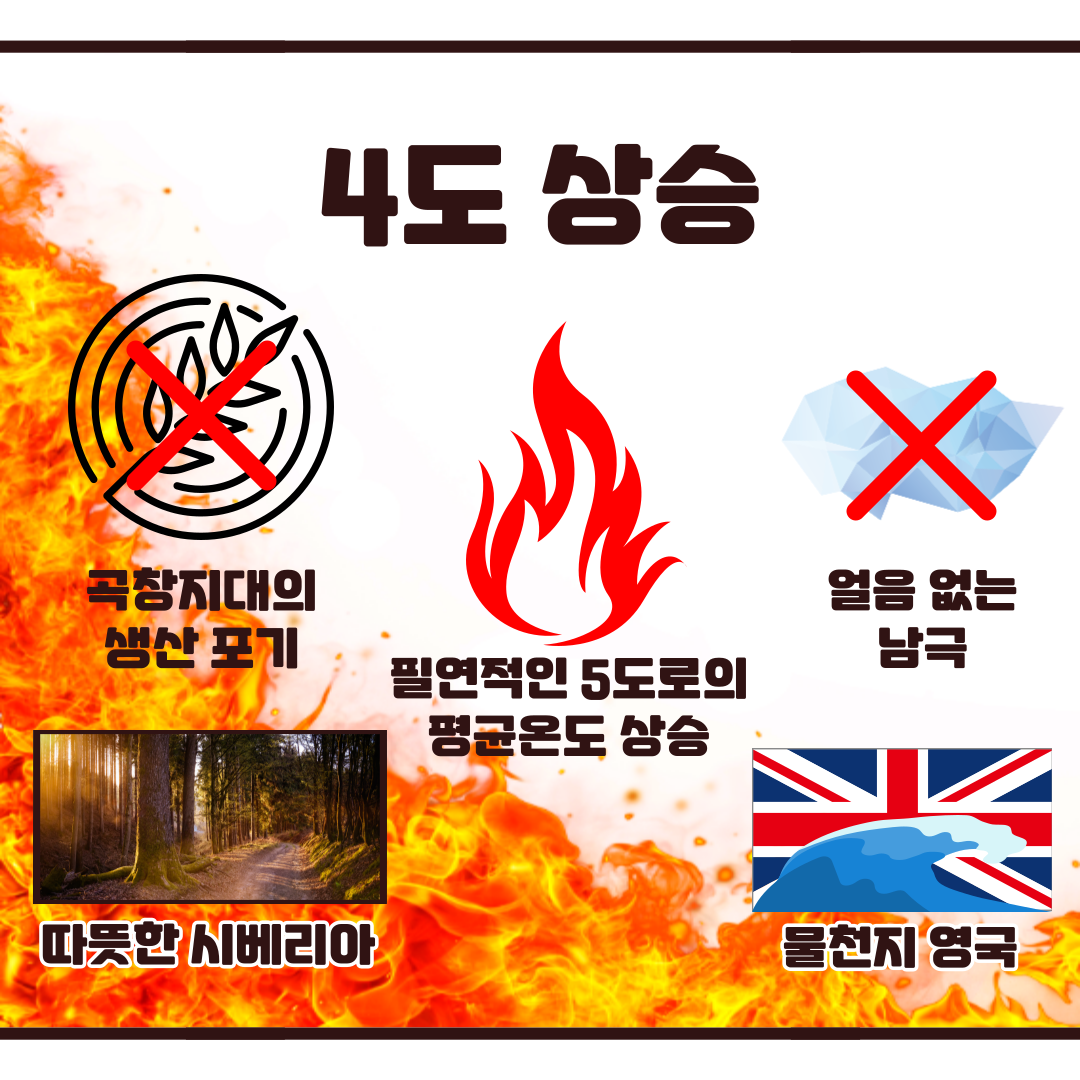 4도 상승
곡창지대의
생산 포기
얼음 없는
남극
필연적인 5도로의
평균온도 상승
따뜻한 시베리아
물천지 영국